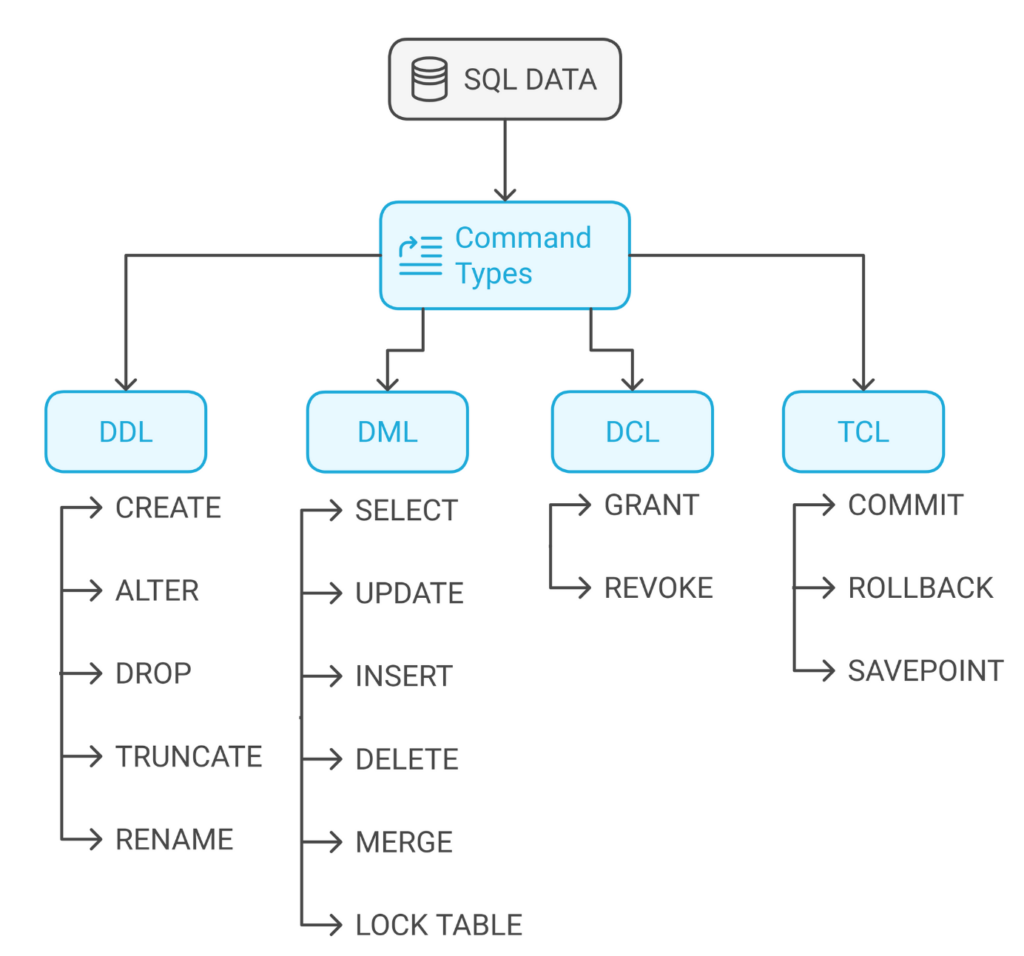 SQL DATA
Command
Types
DDL
DML
DCL
TCL
CREATE
ALTER
DROP
TRUNCATE
RENAME
SELECT
UPDATE
INSERT
DELETE
MERGE
LOCK TABLE
GRANT
REVOKE
COMMIT
ROLLBACK
SAVEPOINT